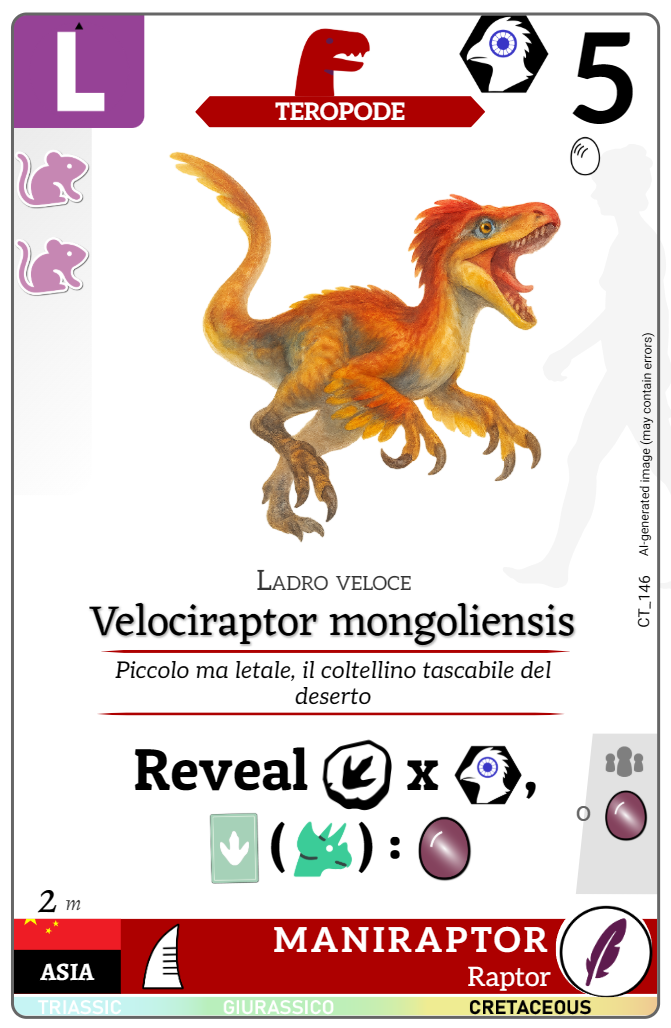 L
TEROPODE
5
AI-generated image (may contain errors)
CT_146
LADRO VELOCE
Velociraptor mongoliensis
Piccolo ma letale, il coltellino tascabile del
deserto
Reveal x ,
( ) :
O
2 m
ASIA
MANIRAPTOR
Raptor
TRIASSIC GIURASSICO CRETACEOUS